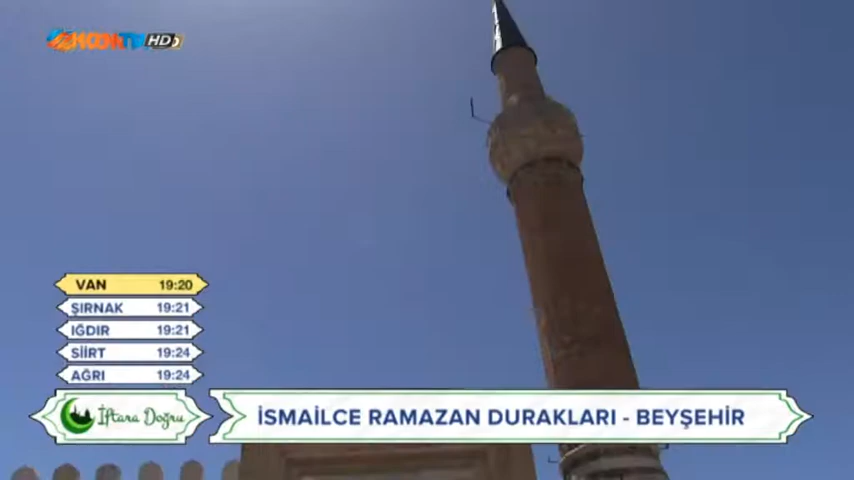 KOOK TV HD
VAN 19:20
ŞIRNAK 19:21
IĞDIR 19:21
SİİRT 19:24
AĞRI 19:24
İftara Doğru
İSMAİLCE RAMAZAN DURAKLARI - BEYŞEHİR